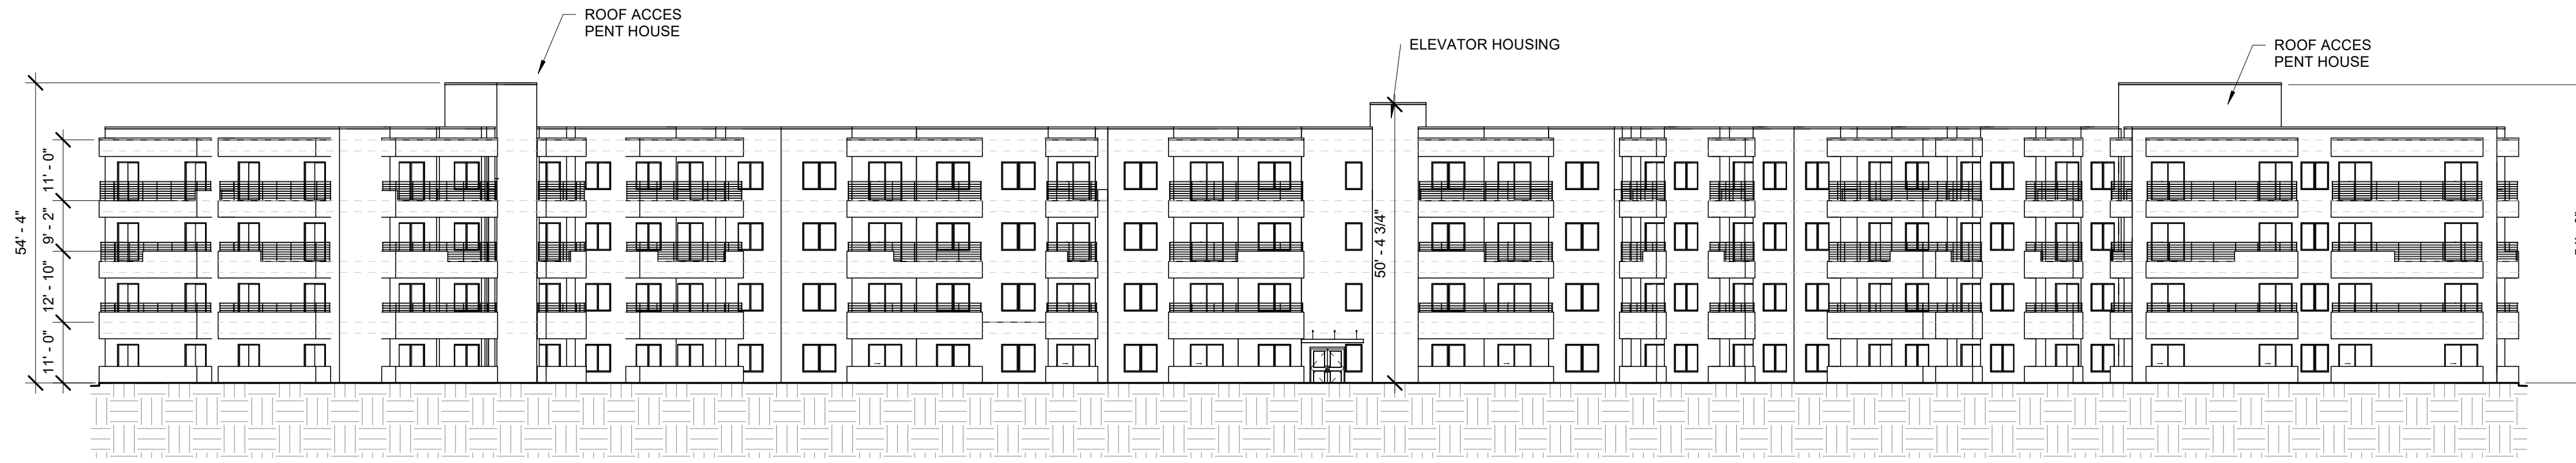 ROOF ACCES
PENT HOUSE
ELEVATOR HOUSING
ROOF ACCES
PENT HOUSE
54' - 4"
11' - 0"
9' - 2"
12' - 10"
11' - 0"
50' - 4 3/4"